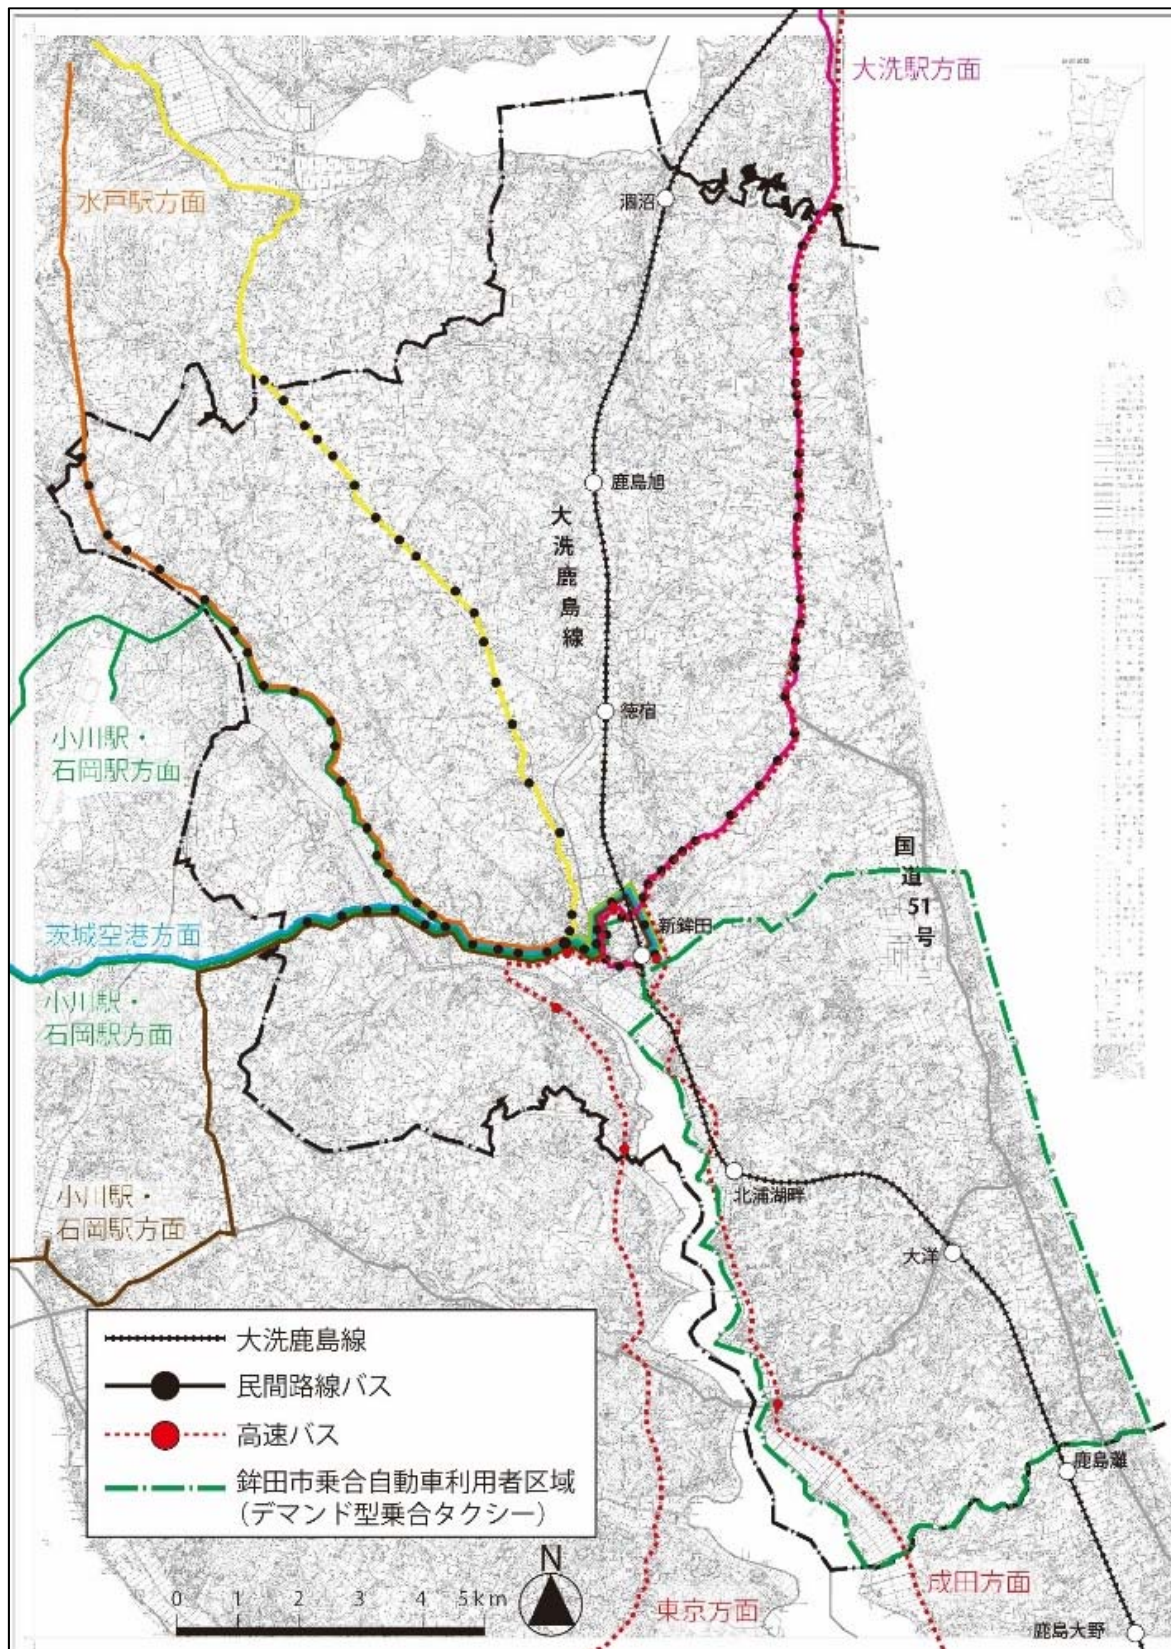 大洗駅方面
水戸駅方面
涸沼
鹿島旭
大洗鹿島線
徳宿
小川駅・
石岡駅方面
国道51号
新鉾田
茨城空港方面
小川駅・
石岡駅方面
北浦湖畔
小川駅・
石岡駅方面
大洋
大洗鹿島線
民間路線バス
高速バス
鉾田市乗合自動車利用者区域
(デマンド型乗合タクシー)
鹿島灘
N
0 1 2 3 4 5km
東京方面
成田方面
鹿島大野